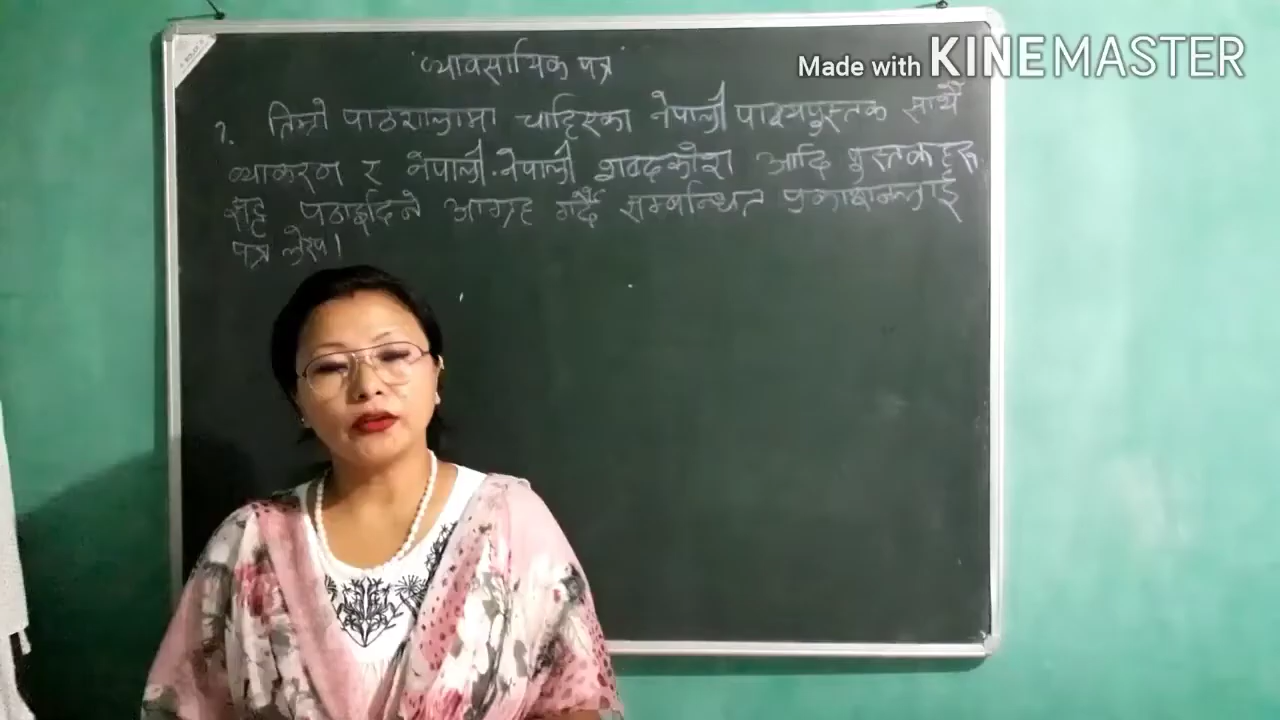 Made with KINEMASTER
'व्यावसायिक पत्र'
१. तिम्रो पाठशालामा चाहिएका नेपाली पाठ्यपुस्तक साथै
व्याकरण र नेपाली-नेपाली शब्दकोश आदि पुस्तकहरू
पठाईदिने आग्रह गर्दै सम्बन्धित प्रकाशकलाई
पत्र लेख।